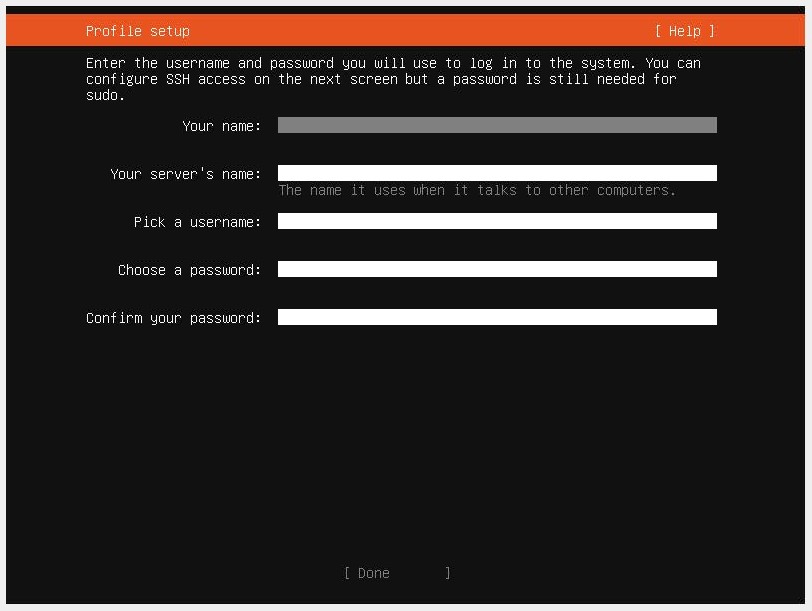 Profile setup [ Help ]
Enter the username and password you will use to log in to the system. You can
configure SSH access on the next screen but a password is still needed for
sudo.
Your name:
Your server's name:
The name it uses when it talks to other computers.
Pick a username:
Choose a password:
Confirm your password:
[ Done ]